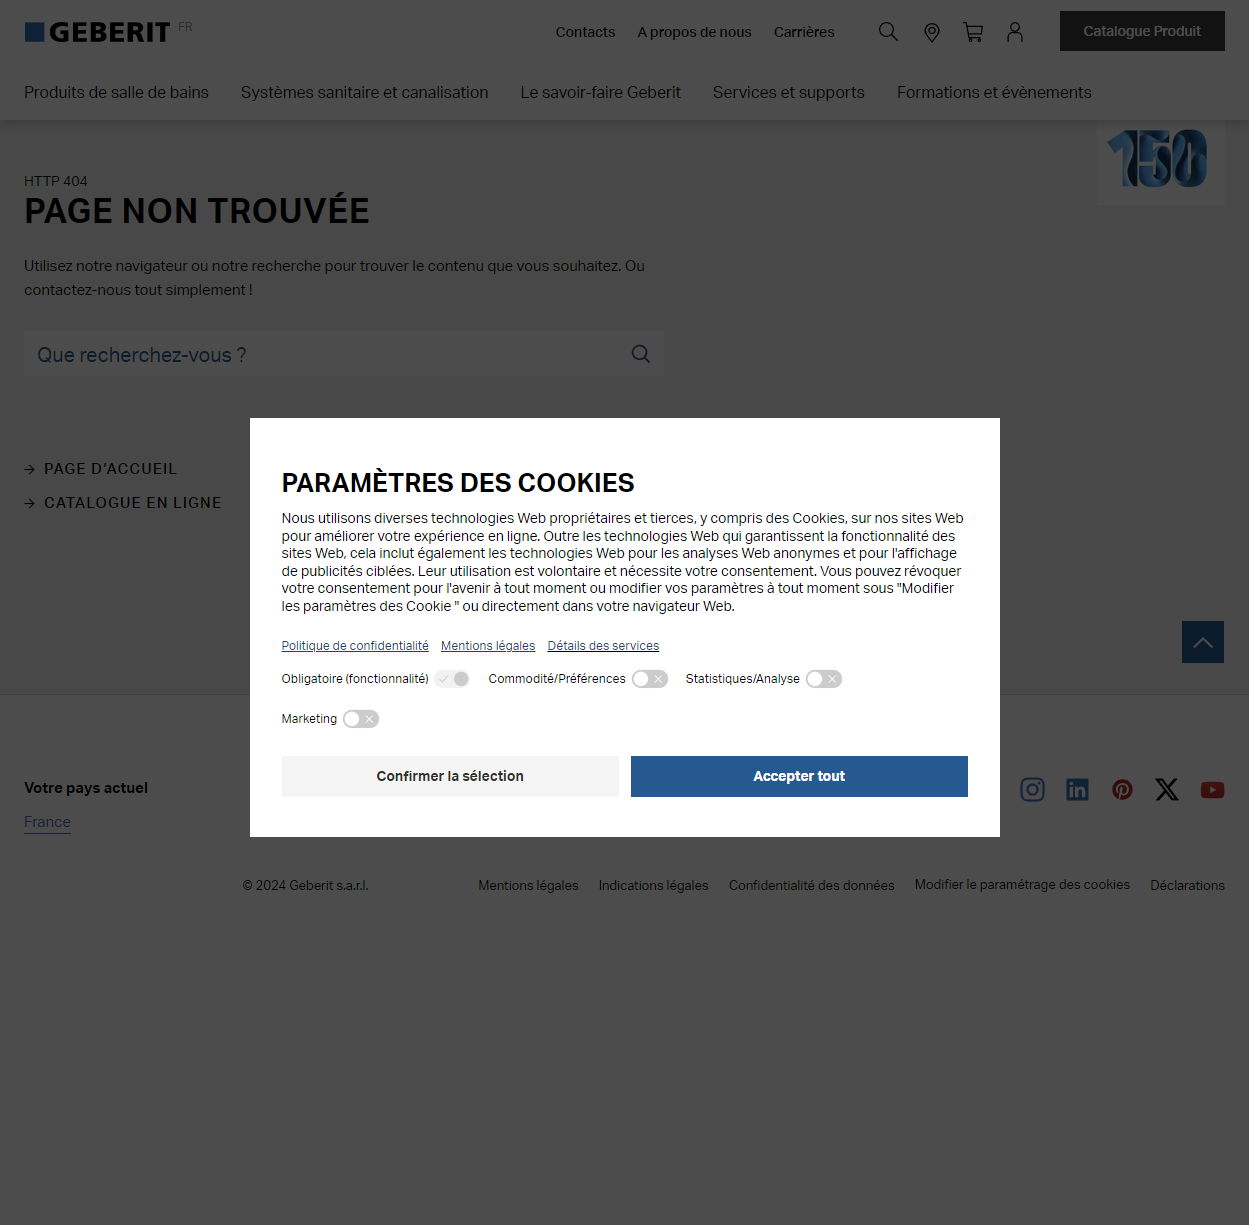 GEBERIT FR
Contacts A propos de nous Carrières Catalogue Produit
Produits de salle de bains Systèmes sanitaire et canalisation Le savoir-faire Geberit Services et supports Formations et évènements
150
HTTP 404
PAGE NON TROUVÉE
Utilisez notre navigateur ou notre recherche pour trouver le contenu que vous souhaitez. Ou
contactez-nous tout simplement !
Que recherchez-vous ?
PAGE D'ACCUEIL
CATALOGUE EN LIGNE
PARAMÈTRES DES COOKIES
Nous utilisons diverses technologies Web propriétaires et tierces, y compris des Cookies, sur nos sites Web
pour améliorer votre expérience en ligne. Outre les technologies Web qui garantissent la fonctionnalité des
sites Web, cela inclut également les technologies Web pour les analyses Web anonymes et pour l'affichage
de publicités ciblées. Leur utilisation est volontaire et nécessite votre consentement. Vous pouvez révoquer
votre consentement pour l'avenir à tout moment ou modifier vos paramètres à tout moment sous "Modifier
les paramètres des Cookie " ou directement dans votre navigateur Web.
Politique de confidentialité Mentions légales Détails des services
Obligatoire (fonctionnalité) Commodité/Préférences Statistiques/Analyse
Marketing
Confirmer la sélection Accepter tout
Votre pays actuel
France
© 2024 Geberit s.a.r.l. Mentions légales Indications légales Confidentialité des données Modifier le paramétrage des cookies Déclarations